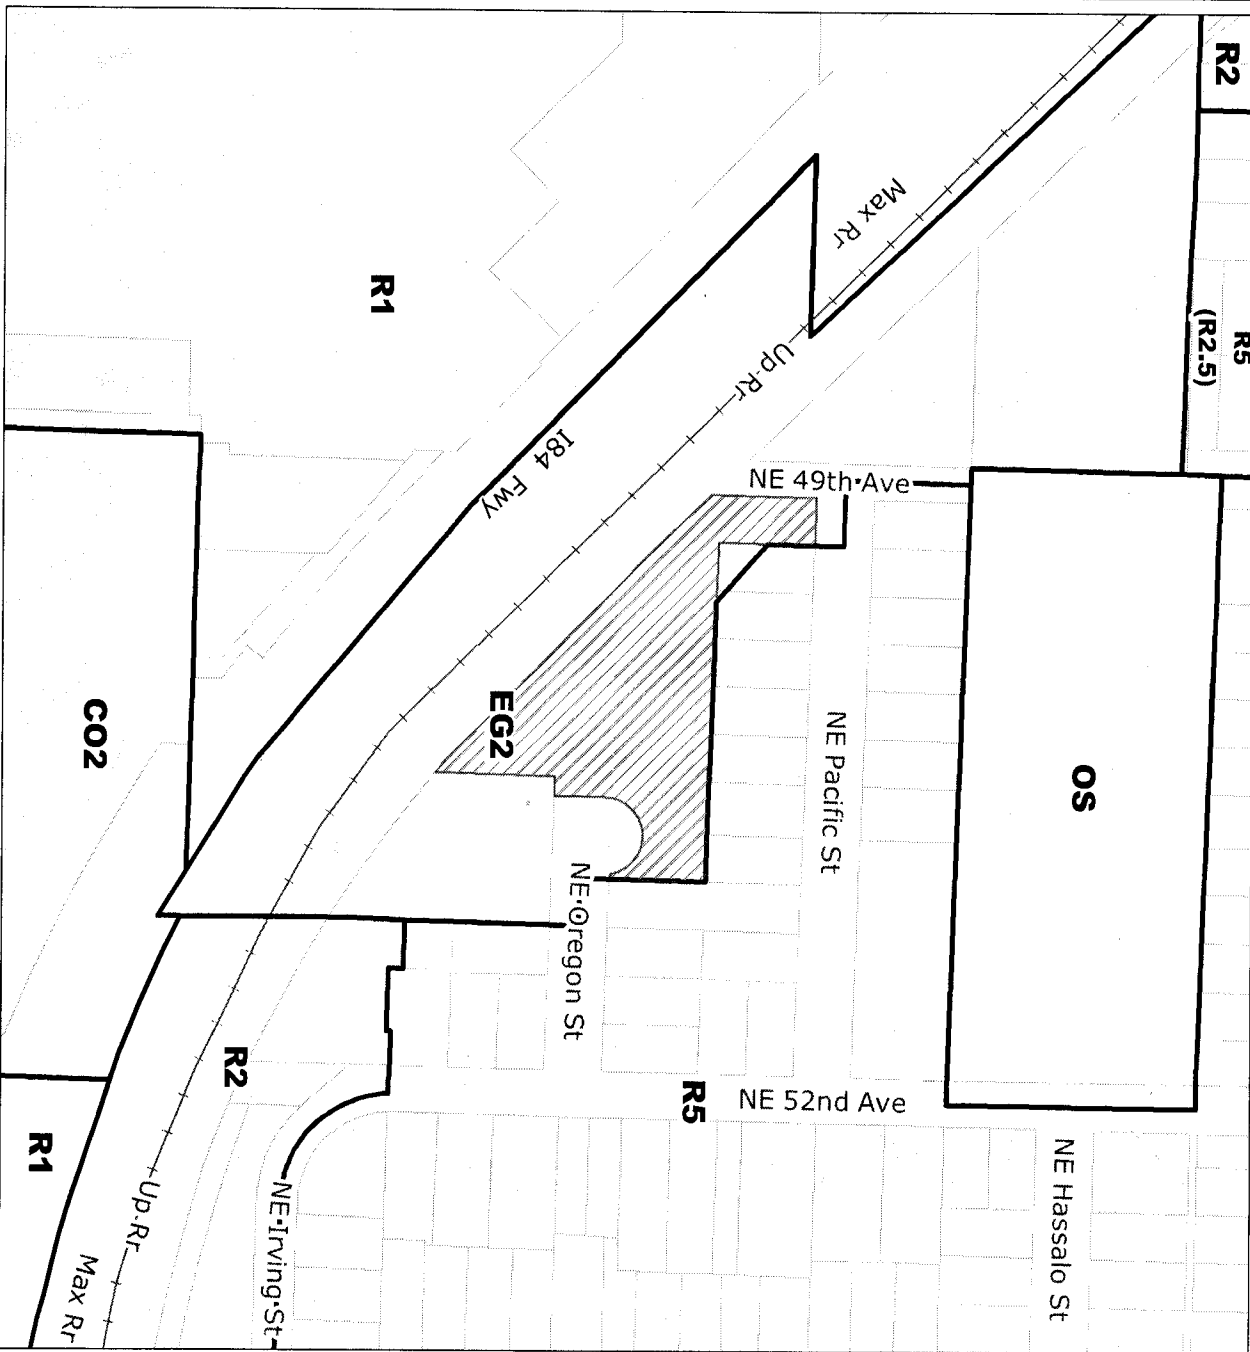 R2
R5
(R2.5)
Max Rr
R1
Up Rr
I84 Fwy
NE 49th Ave
EG2
CO2
NE Pacific St
OS
NE Oregon St
R2
R5
NE 52nd Ave
R1
Up Rr
Max Rr
NE Irving St
NE Hassalo St